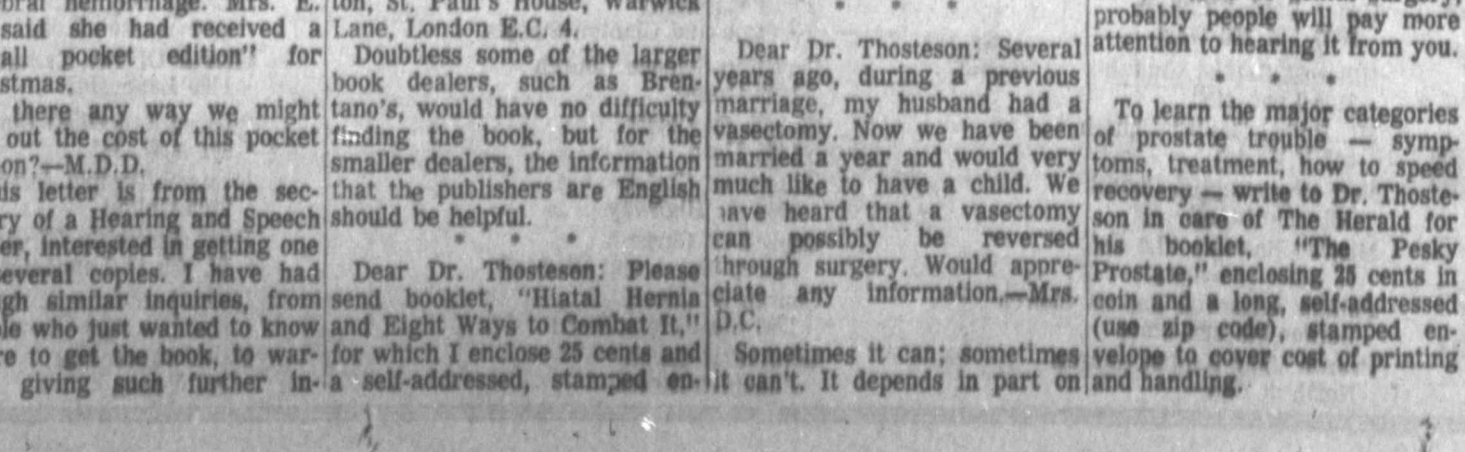 said she had received a
all pocket edition" for
stmas.
there any way we might
out the cost of this pocket
on?—M.D.D.
is letter is from the sec-
ry of a Hearing and Speech
er, interested in getting one
everal copies. I have had
gh similar inquiries, from
le who just wanted to know
re to get the book, to war-
giving such further in-
ton, St. Paul's House, Warwick
Lane, London E.C. 4.
Doubtless some of the larger
book dealers, such as Bren-
tano's, would have no difficulty
finding the book, but for the
smaller dealers, the information
that the publishers are English
should be helpful.
* * *
Dear Dr. Thosteson: Please
send booklet, "Hiatal Hernia
and Eight Ways to Combat It,"
for which I enclose 25 cents and
a self-addressed, stamped en-
* * *
Dear Dr. Thosteson: Several
years ago, during a previous
marriage, my husband had a
vasectomy. Now we have been
married a year and would very
much like to have a child. We
have heard that a vasectomy
can possibly be reversed
through surgery. Would appre-
ciate any information.—Mrs.
D.C.
Sometimes it can; sometimes
it can't. It depends in part on
probably people will pay more
attention to hearing it from you.
* * *
To learn the major categories
of prostate trouble — symp-
toms, treatment, how to speed
recovery — write to Dr. Thoste-
son in care of The Herald for
his booklet, "The Pesky
Prostate," enclosing 25 cents in
coin and a long, self-addressed
(use zip code), stamped en-
velope to cover cost of printing
and handling.